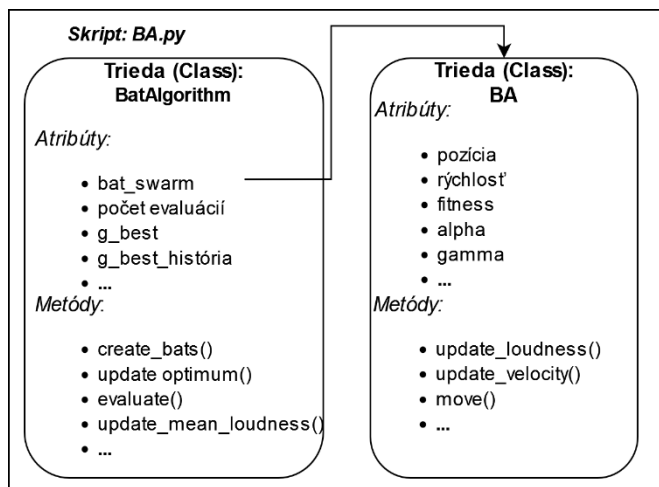 Skript: BA.py
Trieda (Class):
BatAlgorithm
Atribúty:
• bat_swarm
• počet evaluácií
• g_best
• g_best_história
• ...
Metódy:
• create_bats()
• update optimum()
• evaluate()
• update_mean_loudness()
• ...
Trieda (Class):
BA
Atribúty:
• pozícia
• rýchlosť
• fitness
• alpha
• gamma
• ...
Metódy:
• update_loudness()
• update_velocity()
• move()
• ...